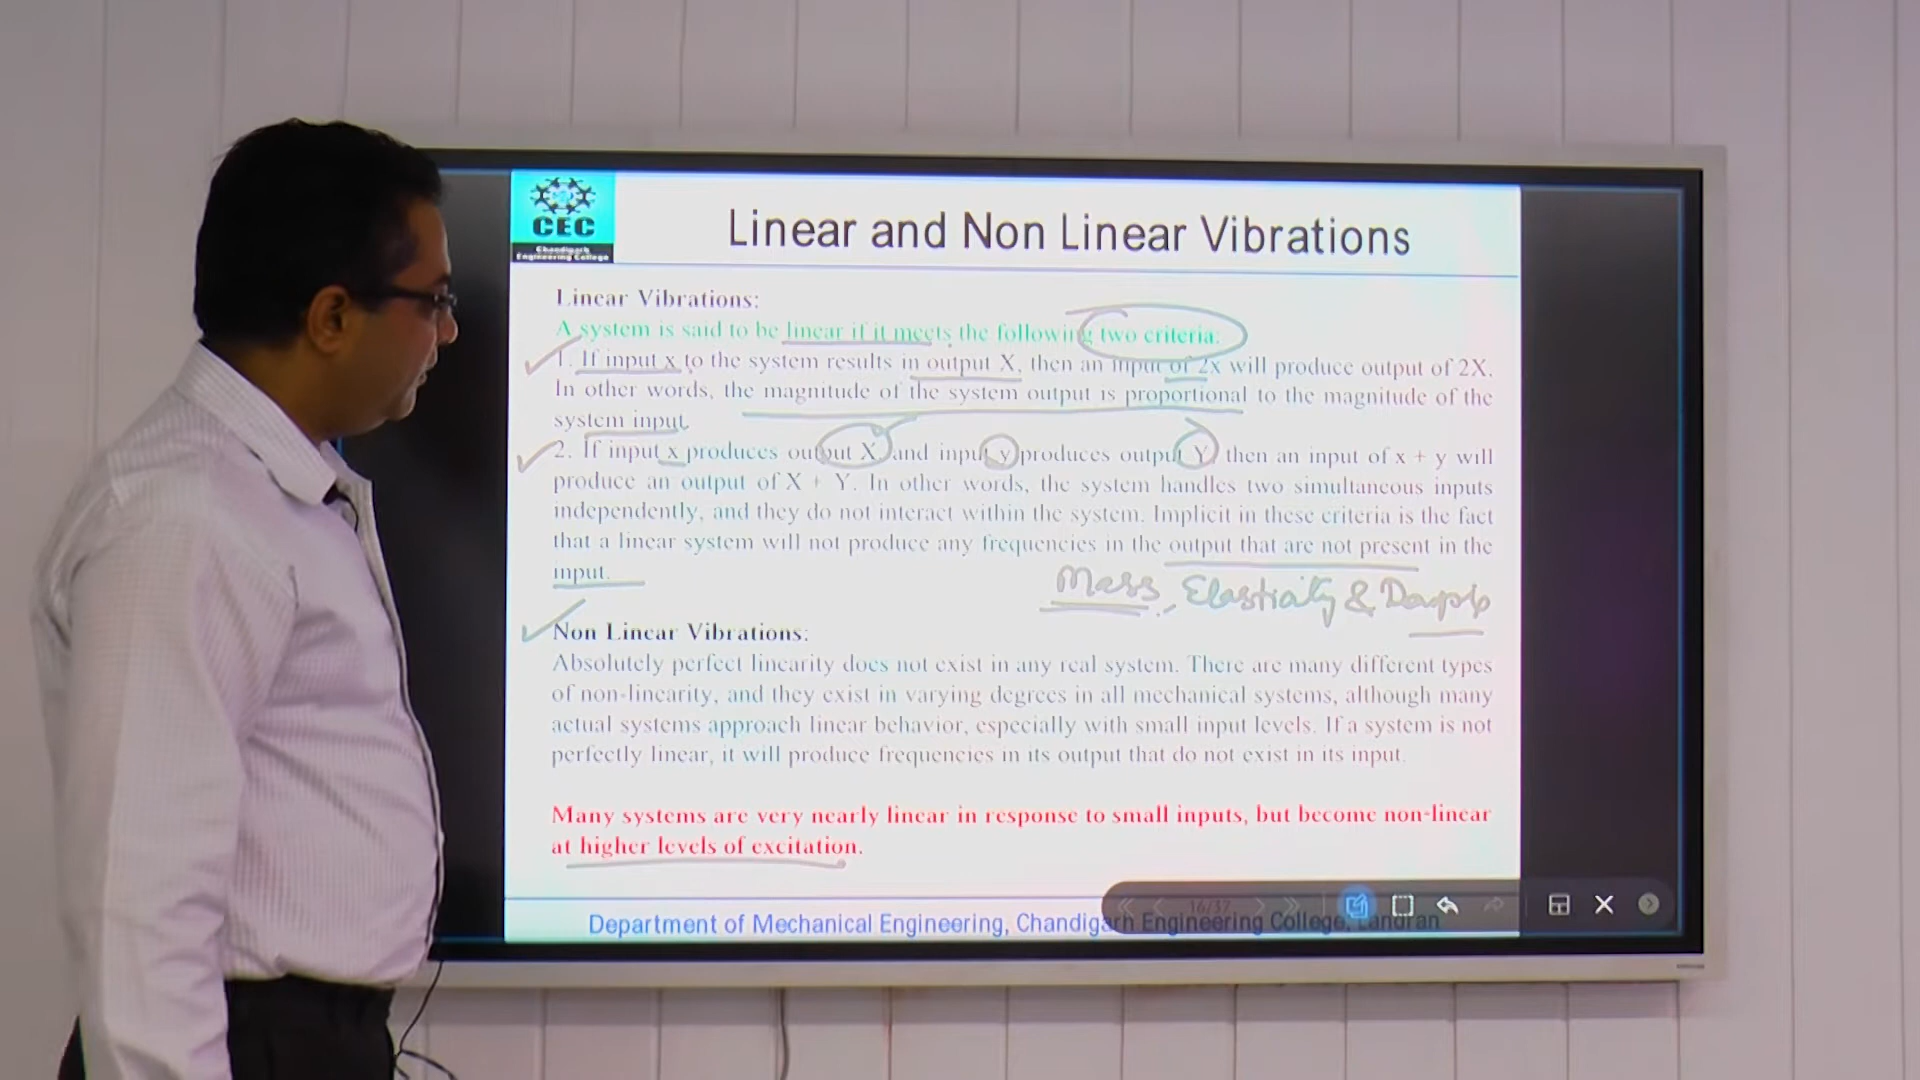 CEC
Chandigarh
Engineering College
Linear and Non Linear Vibrations
Linear Vibrations:
A system is said to be linear if it meets the following two criteria:
1. If input x to the system results in output X, then an input of 2x will produce output of 2X.
In other words, the magnitude of the system output is proportional to the magnitude of the
system input.
2. If input x produces output X and input y produces output Y, then an input of x + y will
produce an output of X + Y. In other words, the system handles two simultaneous inputs
independently, and they do not interact within the system. Implicit in these criteria is the fact
that a linear system will not produce any frequencies in the output that are not present in the
input.
Mass, Elasticity &
Non Linear Vibrations:
Absolutely perfect linearity does not exist in any real system. There are many different types
of non-linearity, and they exist in varying degrees in all mechanical systems, although many
actual systems approach linear behavior, especially with small input levels. If a system is not
perfectly linear, it will produce frequencies in its output that do not exist in its input.
Many systems are very nearly linear in response to small inputs, but become non-linear
at higher levels of excitation.
16/37
Department of Mechanical Engineering, Chandigarh Engineering College, Landran